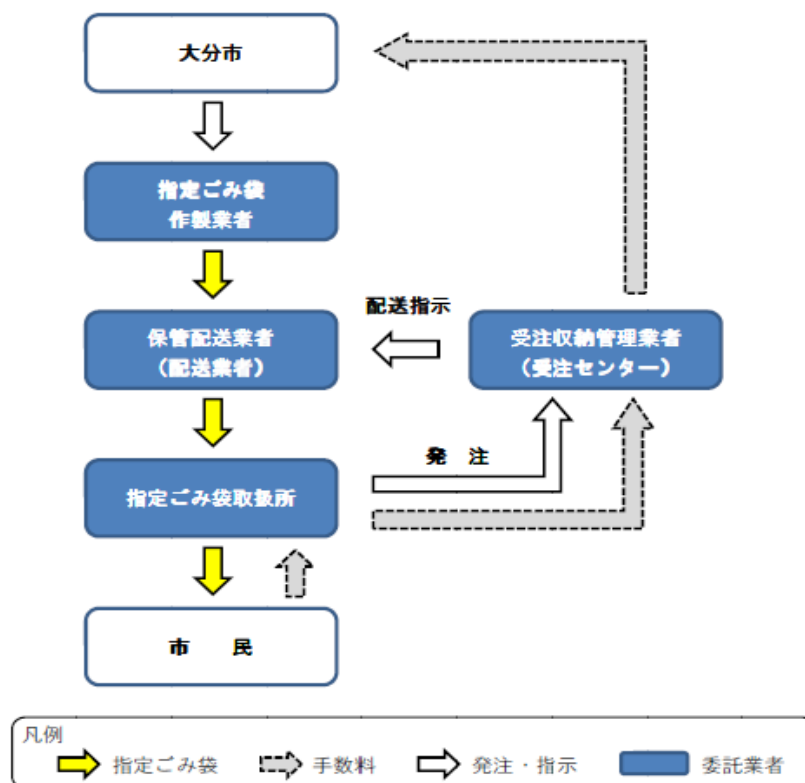 大分市
指定ごみ袋
作製業者
配送指示
保管配送業者
（配送業者）
受注収納管理業者
（受注センター）
発　注
指定ごみ袋取扱所
市　　民
凡例
指定ごみ袋
手数料
発注・指示
委託業者